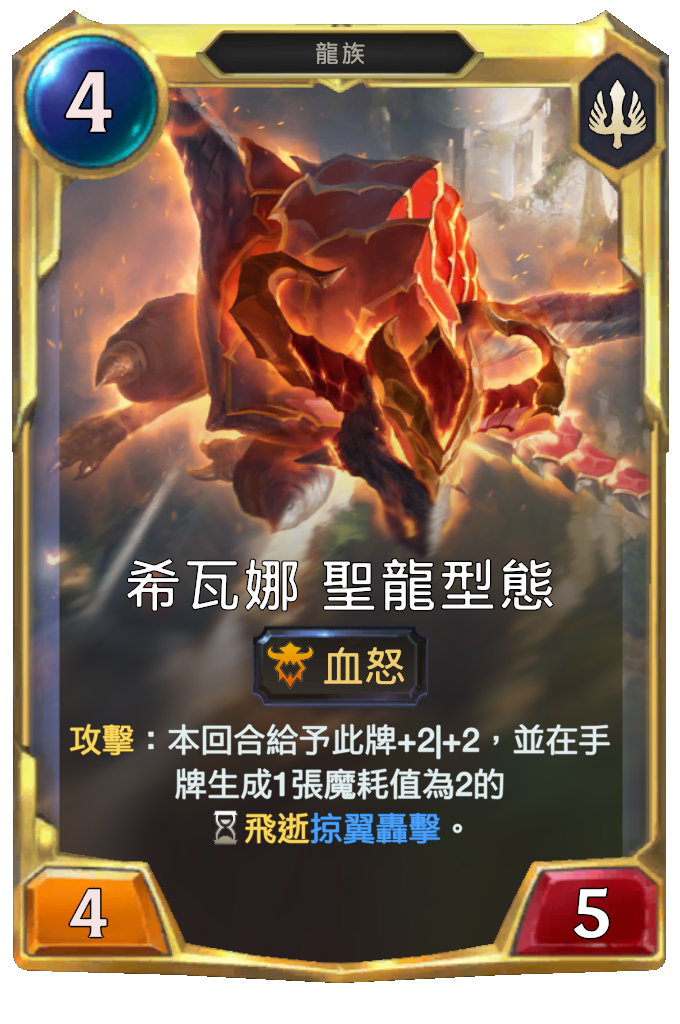 龍族
4
希瓦娜 聖龍型態
血怒
攻擊：本回合給予此牌+2|+2，並在手
牌生成1張魔耗值為2的
飛逝掠翼轟擊。
4
5